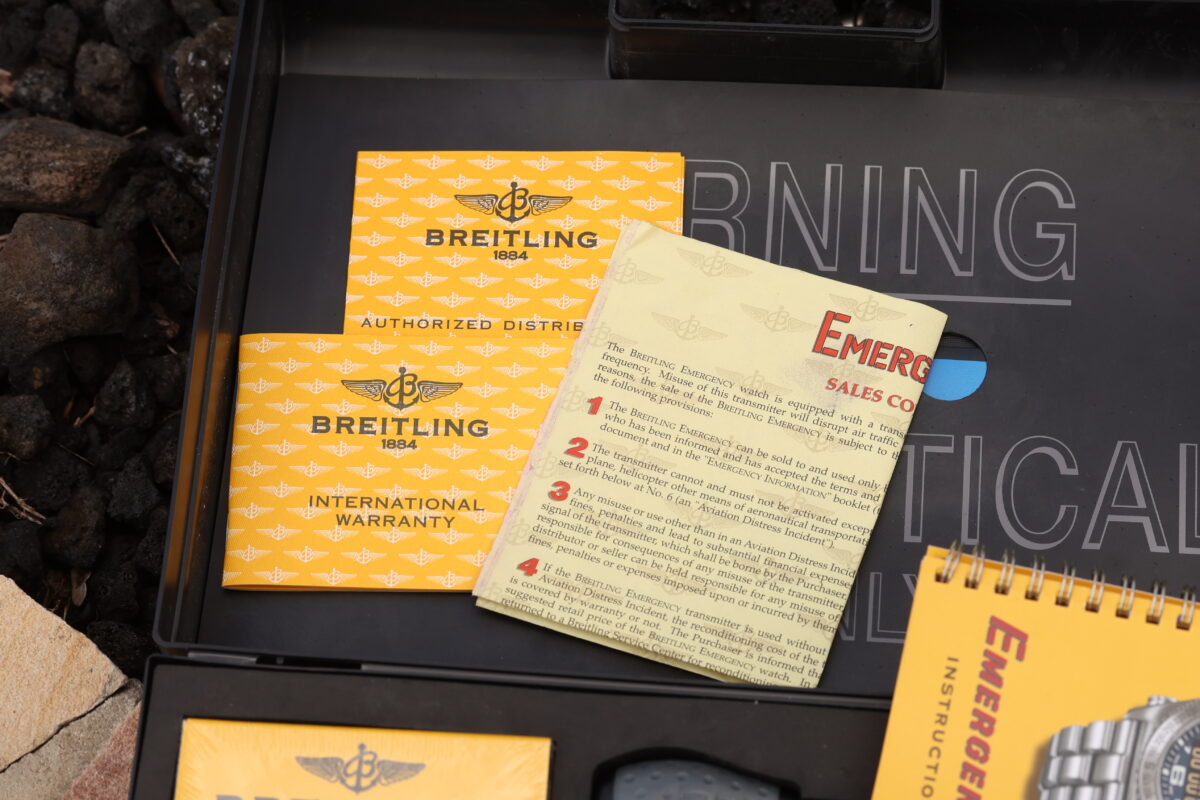 BREITLING
1884
AUTHORIZED DISTRIB
BREITLING
1884
INTERNATIONAL
WARRANTY
RNING
TICAL
NLY
EMERG
SALES CO
The BREITLING EMERGENCY watch is equipped with a trans
frequency. Misuse of this transmitter will disrupt air traffic
reasons, the sale of the BREITLING EMERGENCY is subject to th
the following provisions:
1 The BREITLING EMERGENCY can be sold to and used only
who has been informed and has accepted the terms and
document and in the "EMERGENCY INFORMATION" booklet (
2 The transmitter cannot and must not be activated except
plane, helicopter other means of aeronautical transportat
set forth below at No. 6 (an "Aviation Distress Incident").
3 Any misuse or use other than in an Aviation Distress Incid
fines, penalties and lead to substantial financial expense
signal of the transmitter, which shall be borne by the Purchaser.
responsible for consequences of any misuse of the transmitter
distributor or seller can be held responsible for any misuse of
fines, penalties or expenses imposed upon or incurred by them
4 If the BREITLING EMERGENCY transmitter is used without
Aviation Distress Incident, the reconditioning cost of the
is covered by warranty or not. The Purchaser is informed tha
suggested retail price of the BREITLING EMERGENCY watch. In
returned to a Breitling Service Center for reconditioning
EMERGEN
INSTRUCTIO
BREITLING